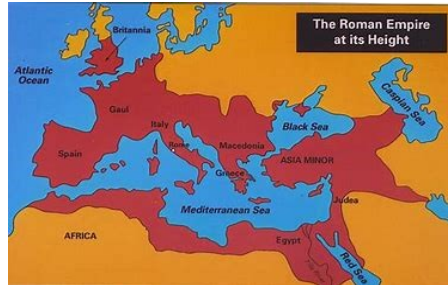 The Roman Empire
at its Height
Britannia
Atlantic
Ocean
Caspian Sea
Gaul
Italy
Black Sea
Rome
Macedonia
Spain
ASIA MINOR
Greece
Judea
Mediterranean Sea
AFRICA
Egypt
Red Sea